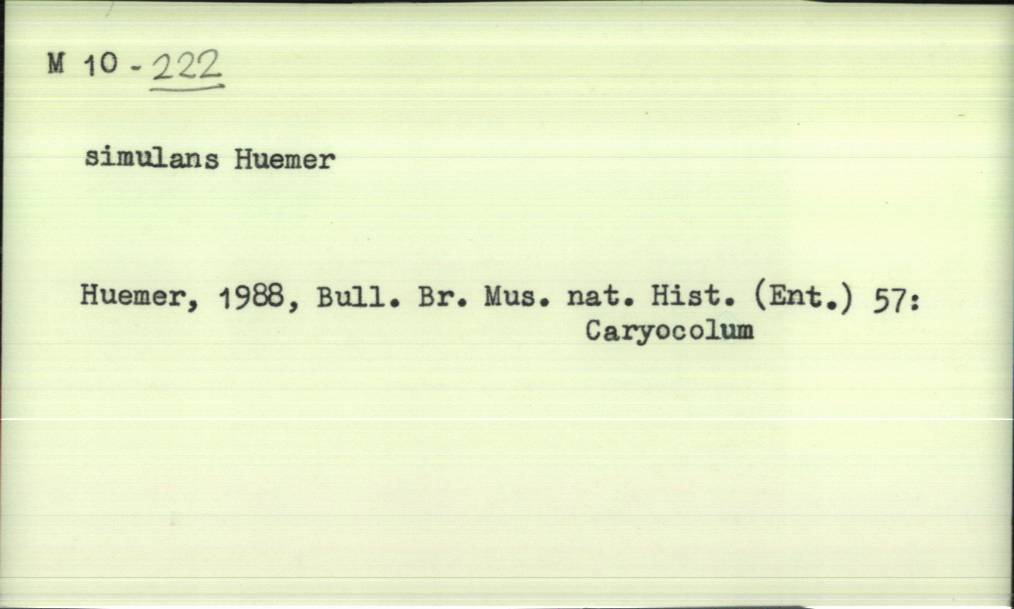 M 10 - 222
simulans Huemer
Huemer, 1988, Bull. Br. Mus. nat. Hist. (Ent.) 57:
Caryocolum